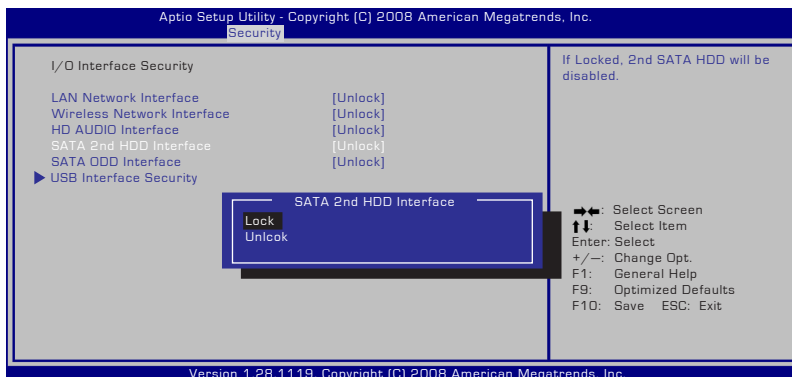 Aptio Setup Utility - Copyright (C) 2008 American Megatrends, Inc.
Security
I/O Interface Security
LAN Network Interface [Unlock]
Wireless Network Interface [Unlock]
HD AUDIO Interface [Unlock]
SATA 2nd HDD Interface [Unlock]
SATA ODD Interface [Unlock]
USB Interface Security
SATA 2nd HDD Interface
Lock
Unlcok
If Locked, 2nd SATA HDD will be
disabled.
→←: Select Screen
↑↓: Select Item
Enter: Select
+/—: Change Opt.
F1: General Help
F9: Optimized Defaults
F10: Save ESC: Exit
Version 1.28.1119. Copyright (C) 2008 American Megatrends, Inc.